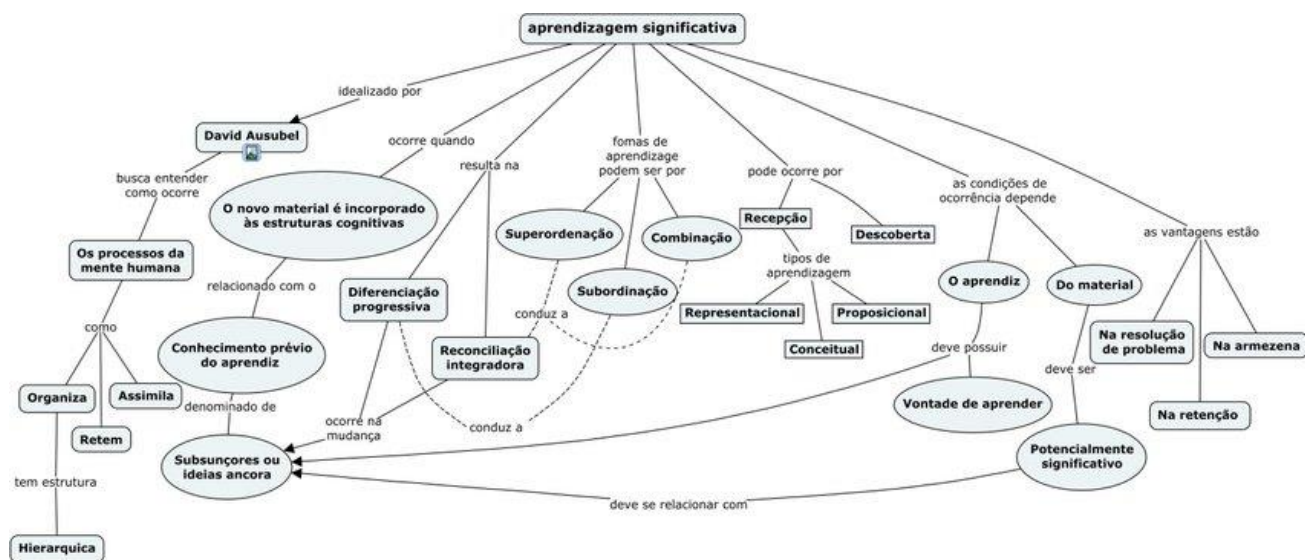 aprendizagem significativa
idealizado por
David Ausubel
busca entender
como ocorre
Os processos da
mente humana
como
Organiza
Retem
Assimila
tem estrutura
Hierarquica
ocorre quando
O novo material é incorporado
às estruturas cognitivas
relacionado com o
Conhecimento prévio
do aprendiz
denominado de
Subsunçores ou
ideias ancora
resulta na
Diferenciação
progressiva
Reconciliação
integradora
ocorre na
mudança
conduz a
fomas de
aprendizage
podem ser por
Superordenação
Subordinação
Combinação
conduz a
pode ocorre por
Recepção
Descoberta
tipos de
aprendizagem
Representacional
Conceitual
Proposicional
as condições de
ocorrência depende
O aprendiz
Do material
deve possuir
Vontade de aprender
deve ser
Potencialmente
significativo
deve se relacionar com
as vantagens estão
Na resolução
de problema
Na retenção
Na armezena